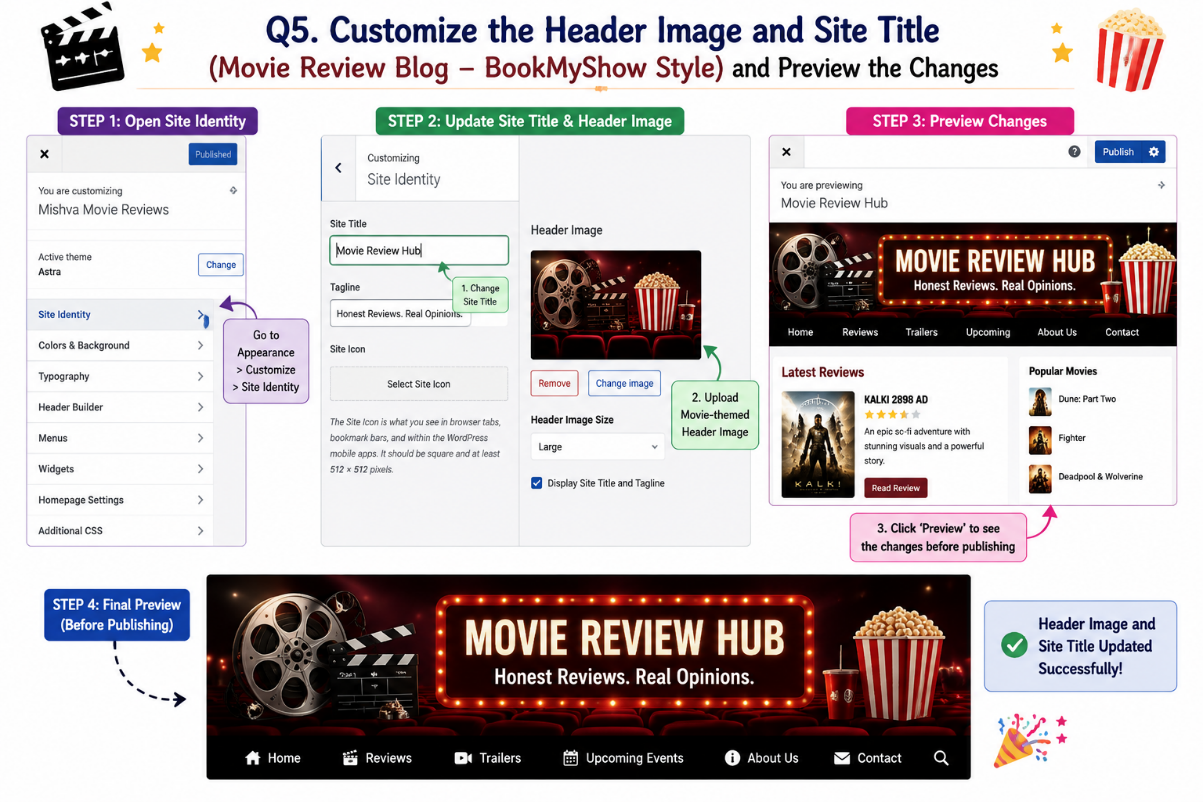 Q5. Customize the Header Image and Site Title
(Movie Review Blog – BookMyShow Style) and Preview the Changes
STEP 1: Open Site Identity
Published
You are customizing
Mishva Movie Reviews
Active theme
Astra
Change
Site Identity
Colors & Background
Typography
Header Builder
Menus
Widgets
Homepage Settings
Additional CSS
Go to
Appearance
> Customize
> Site Identity
STEP 2: Update Site Title & Header Image
Customizing
Site Identity
Site Title
Movie Review Hub
1. Change
Site Title
Tagline
Honest Reviews. Real Opinions.
Site Icon
Select Site Icon
The Site Icon is what you see in browser tabs,
bookmark bars, and within the WordPress
mobile apps. It should be square and at least
512 × 512 pixels.
Header Image
Remove
Change image
2. Upload
Movie-themed
Header Image
Header Image Size
Large
Display Site Title and Tagline
STEP 3: Preview Changes
?
Publish
You are previewing
Movie Review Hub
MOVIE REVIEW HUB
Honest Reviews. Real Opinions.
Home Reviews Trailers Upcoming About Us Contact
Latest Reviews
KALKI 2898 AD
An epic sc-fi adventure with
stunning visuals and a powerful
story.
Read Review
KALKI
Popular Movies
Dune: Part Two
Fighter
Deadpool & Wolverine
3. Click ‘Preview’ to see
the changes before publishing
STEP 4: Final Preview
(Before Publishing)
MOVIE REVIEW HUB
Honest Reviews. Real Opinions.
Home Reviews Trailers Upcoming Events About Us Contact
Header Image and
Site Title Updated
Successfully!